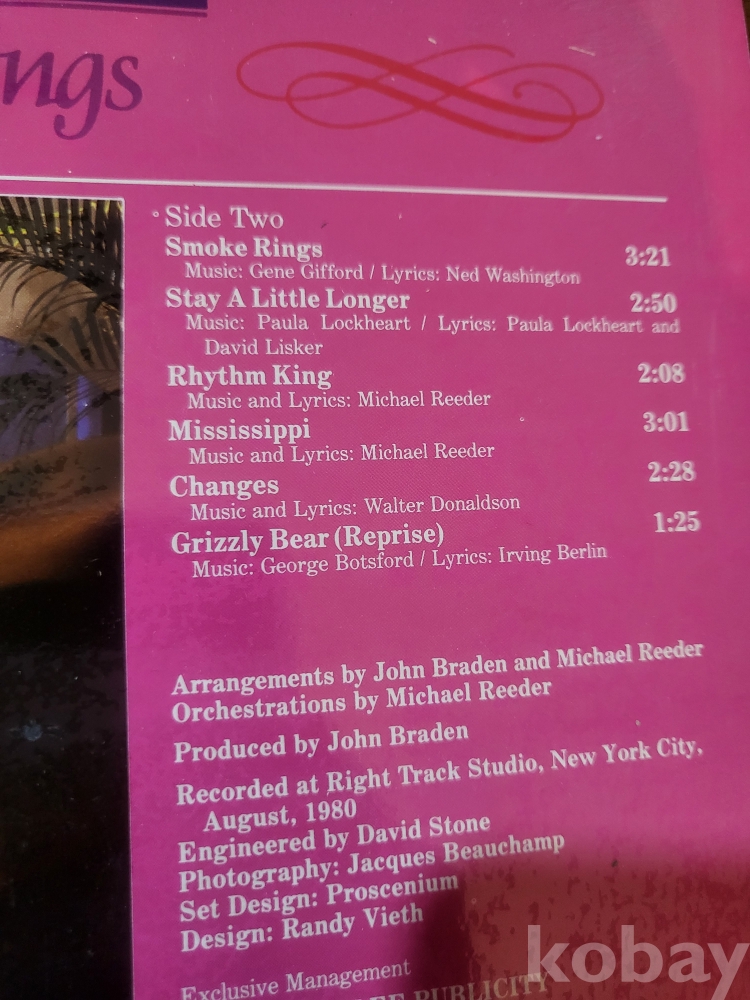 ngs
Side Two
Smoke Rings 3:21
Music: Gene Gifford / Lyrics: Ned Washington
Stay A Little Longer 2:50
Music: Paula Lockheart / Lyrics: Paula Lockheart and
David Lisker
Rhythm King 2:08
Music and Lyrics: Michael Reeder
Mississippi 3:01
Music and Lyrics: Michael Reeder
Changes 2:28
Music and Lyrics: Walter Donaldson
Grizzly Bear (Reprise) 1:25
Music: George Botsford / Lyrics: Irving Berlin
Arrangements by John Braden and Michael Reeder
Orchestrations by Michael Reeder
Produced by John Braden
Recorded at Right Track Studio, New York City,
August, 1980
Engineered by David Stone
Photography: Jacques Beauchamp
Set Design: Proscenium
Design: Randy Vieth
Exclusive Management
PUBLICITY
kobay